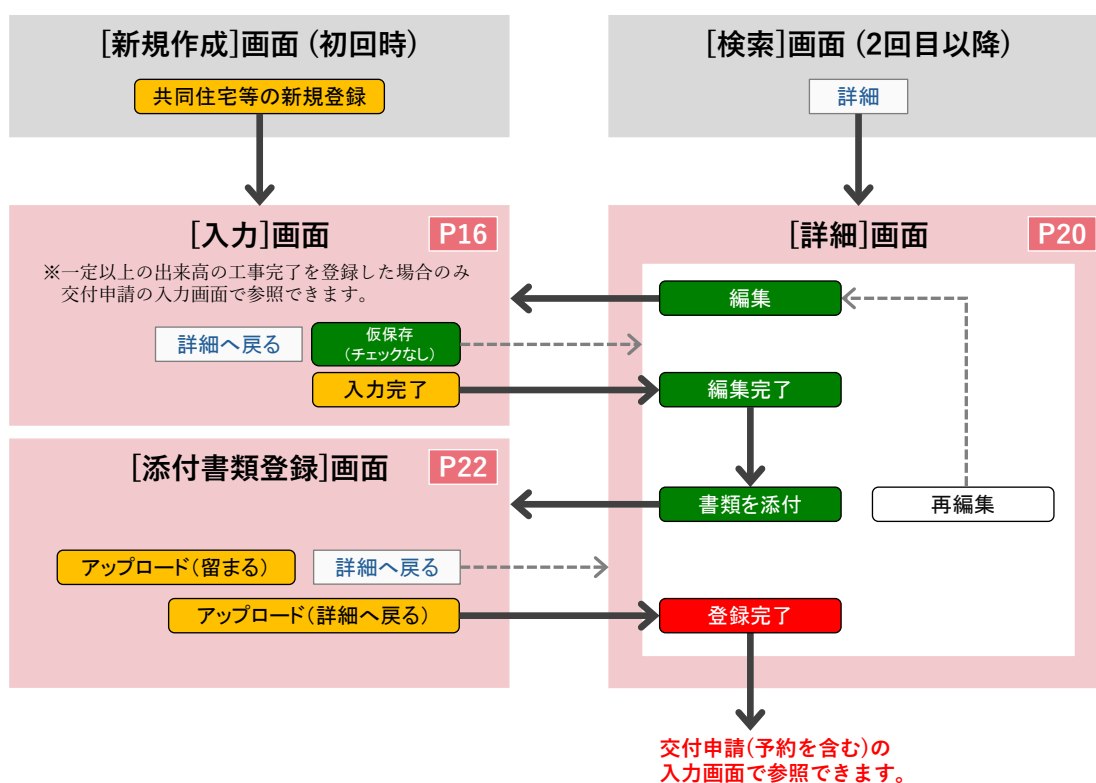 [新規作成]画面 (初回時)
共同住宅等の新規登録
[検索]画面 (2回目以降)
詳細
[入力]画面
P16
※一定以上の出来高の工事完了を登録した場合のみ
交付申請の入力画面で参照できます。
詳細へ戻る
仮保存
(チェックなし)
入力完了
[詳細]画面
P20
編集
編集完了
書類を添付
再編集
登録完了
[添付書類登録]画面
P22
アップロード(留まる)
詳細へ戻る
アップロード(詳細へ戻る)
交付申請(予約を含む)の
入力画面で参照できます。